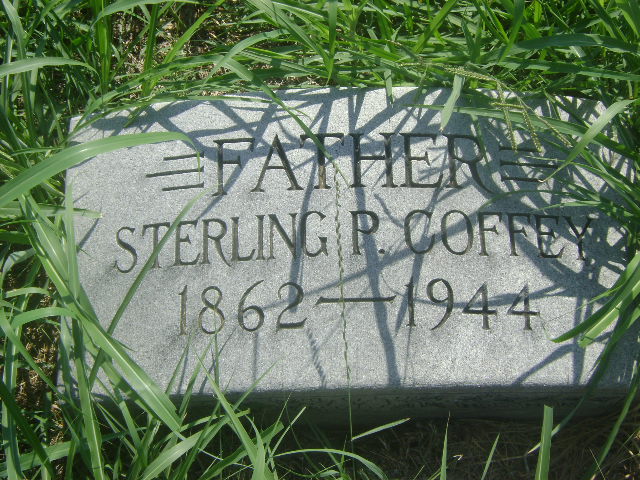 FATHER
STERLING P. COFFEY
1862—1944